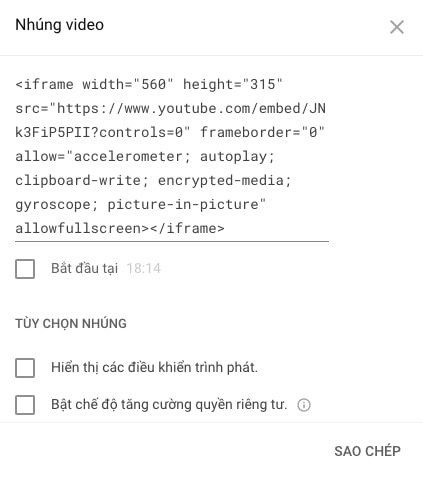 Nhúng video
<iframe width="560" height="315"
src="https://www.youtube.com/embed/JN
k3FiP5PII?controls=0" frameborder="0"
allow="accelerometer; autoplay;
clipboard-write; encrypted-media;
gyroscope; picture-in-picture"
allowfullscreen></iframe>
Bắt đầu tại 18:14
TÙY CHỌN NHÚNG
Hiển thị các điều khiển trình phát.
Bật chế độ tăng cường quyền riêng tư.
SAO CHÉP